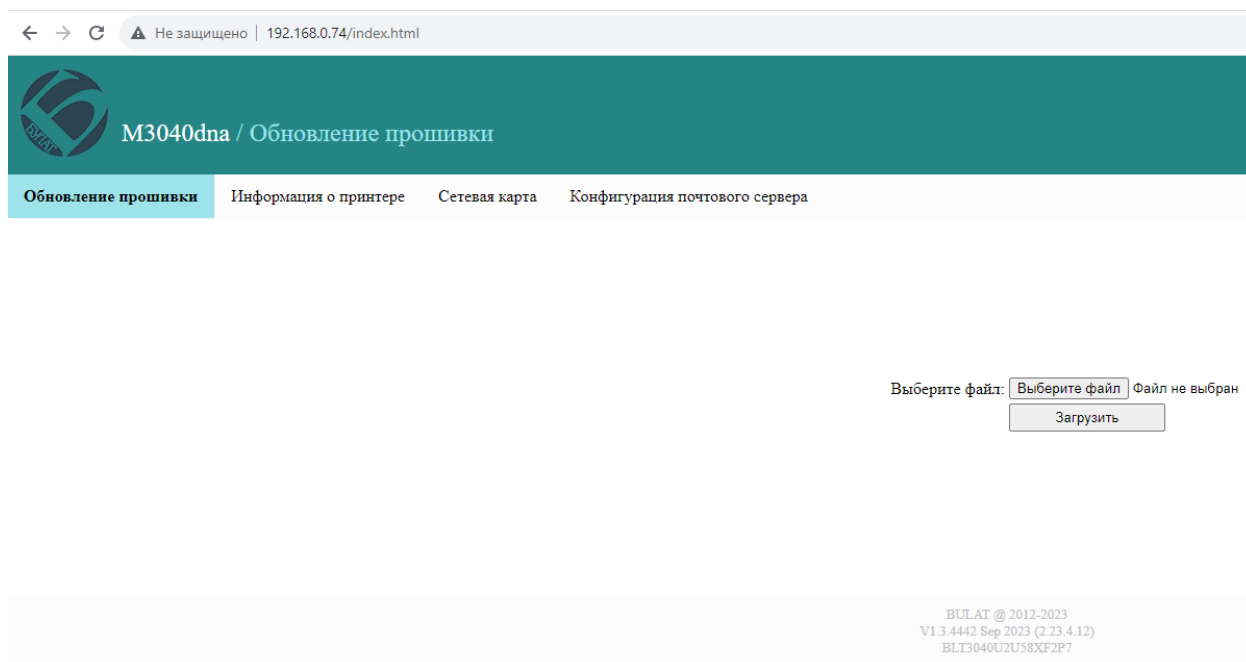 Не защищено | 192.168.0.74/index.html
БУЛАТ
M3040dna / Обновление прошивки
Обновление прошивки Информация о принтере Сетевая карта Конфигурация почтового сервера
Выберите файл: Выберите файл Файл не выбран
Загрузить
BULAT @ 2012-2023
V1.3.4442 Sep 2023 (2.23.4.12)
BLT3040U2U58XF2P7